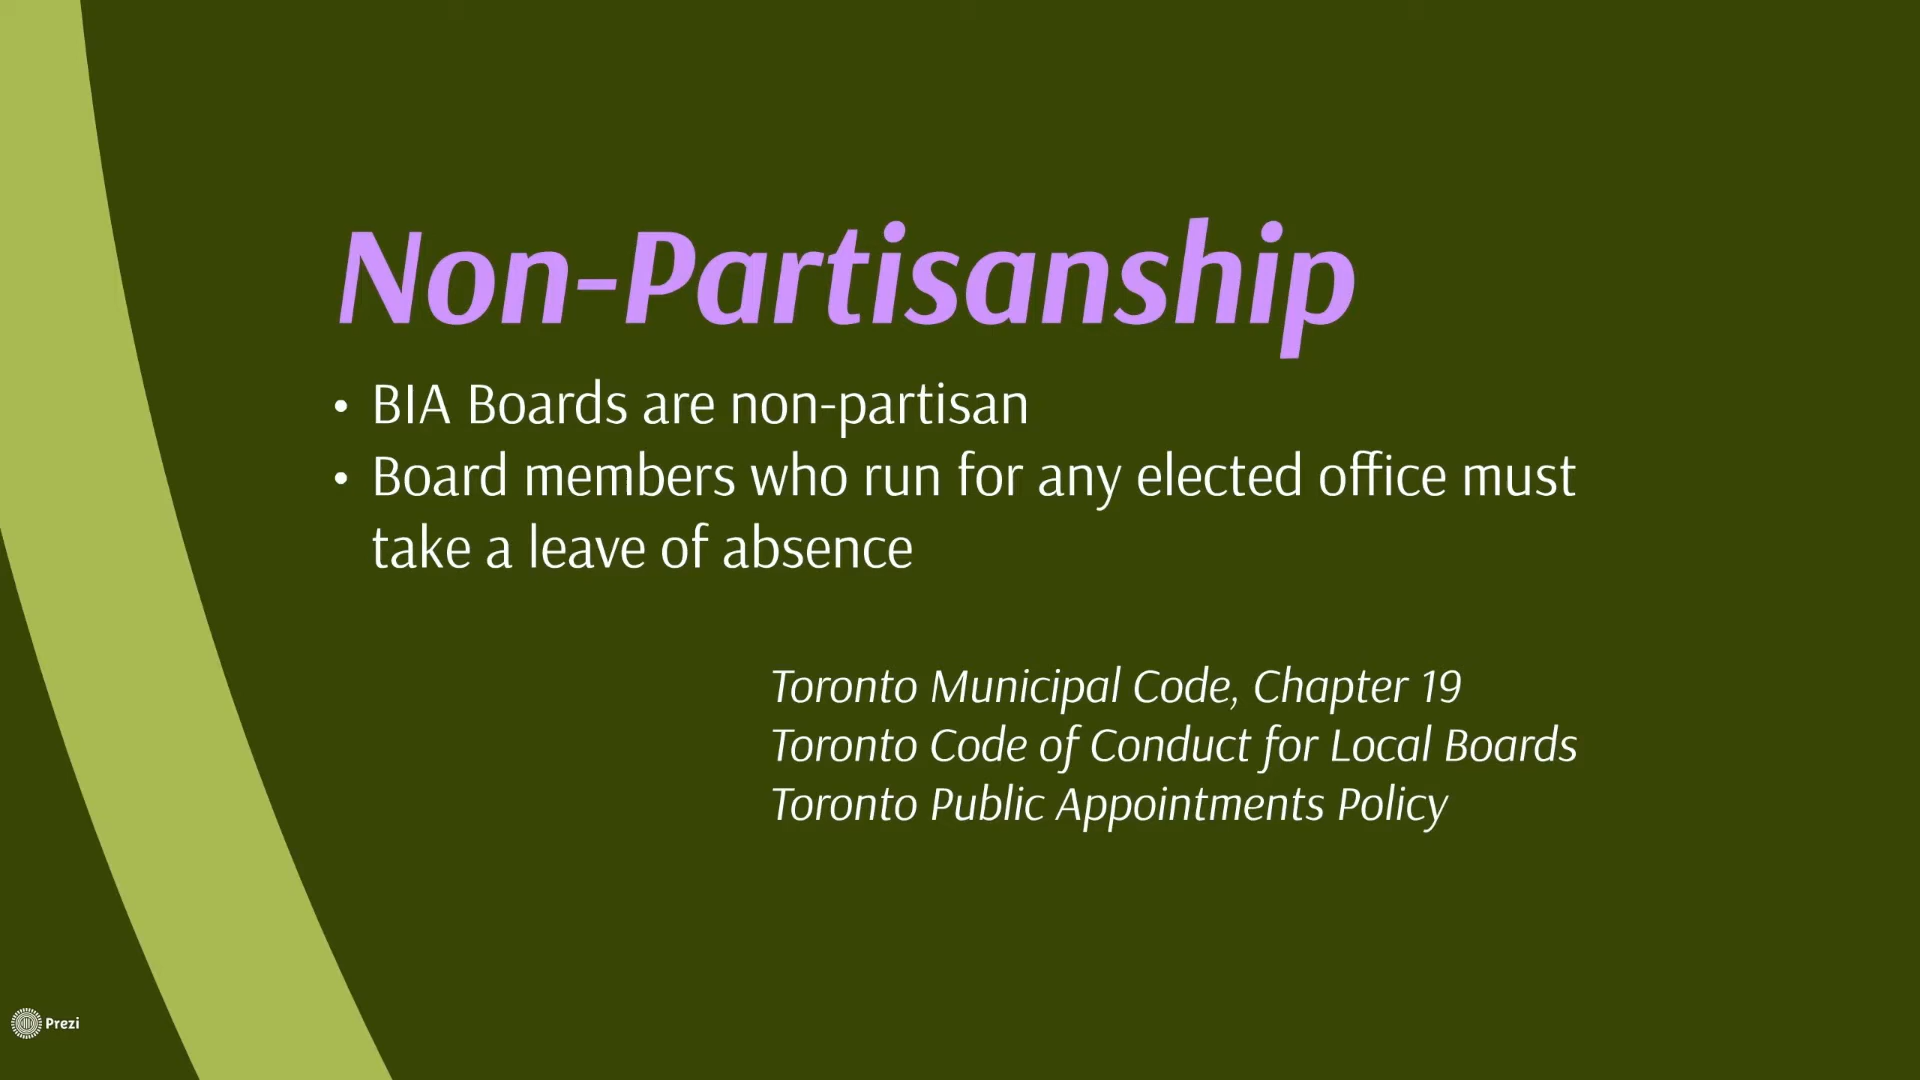 Non-Partisanship
• BIA Boards are non-partisan
• Board members who run for any elected office must
take a leave of absence
Toronto Municipal Code, Chapter 19
Toronto Code of Conduct for Local Boards
Toronto Public Appointments Policy
Prezi